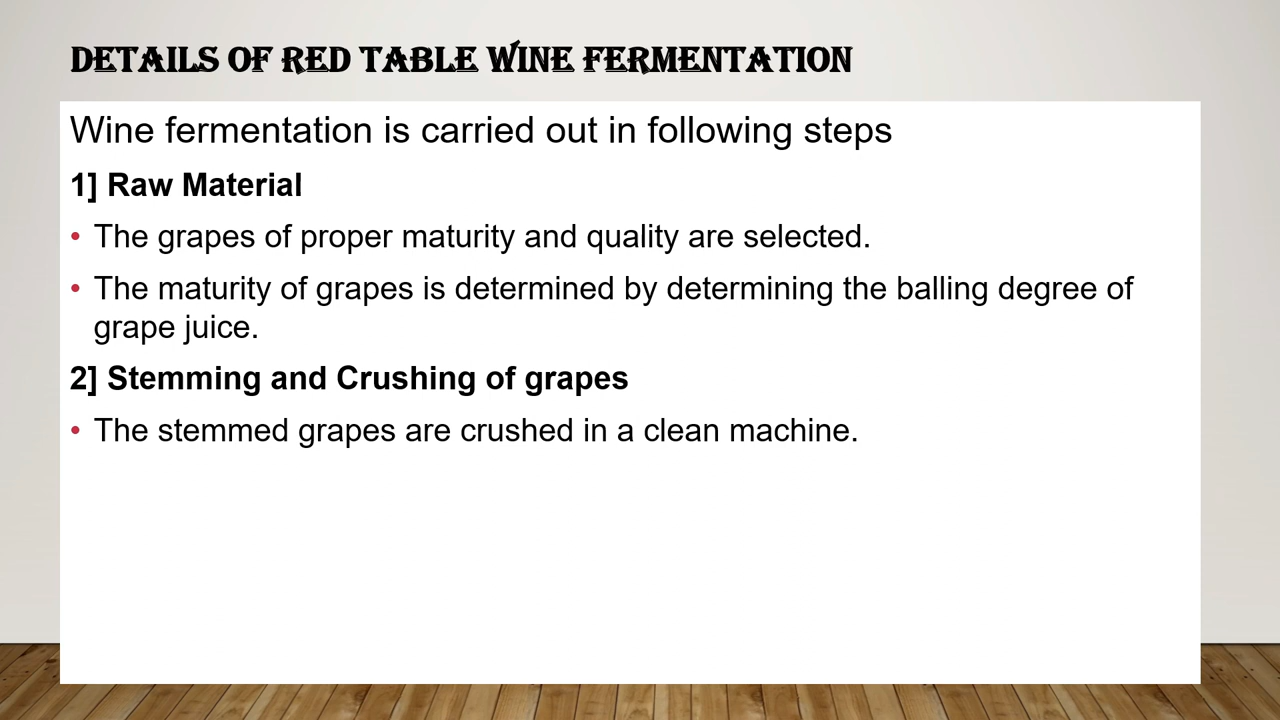 DETAILS OF RED TABLE WINE FERMENTATION
Wine fermentation is carried out in following steps
1] Raw Material
• The grapes of proper maturity and quality are selected.
• The maturity of grapes is determined by determining the balling degree of
grape juice.
2] Stemming and Crushing of grapes
• The stemmed grapes are crushed in a clean machine.